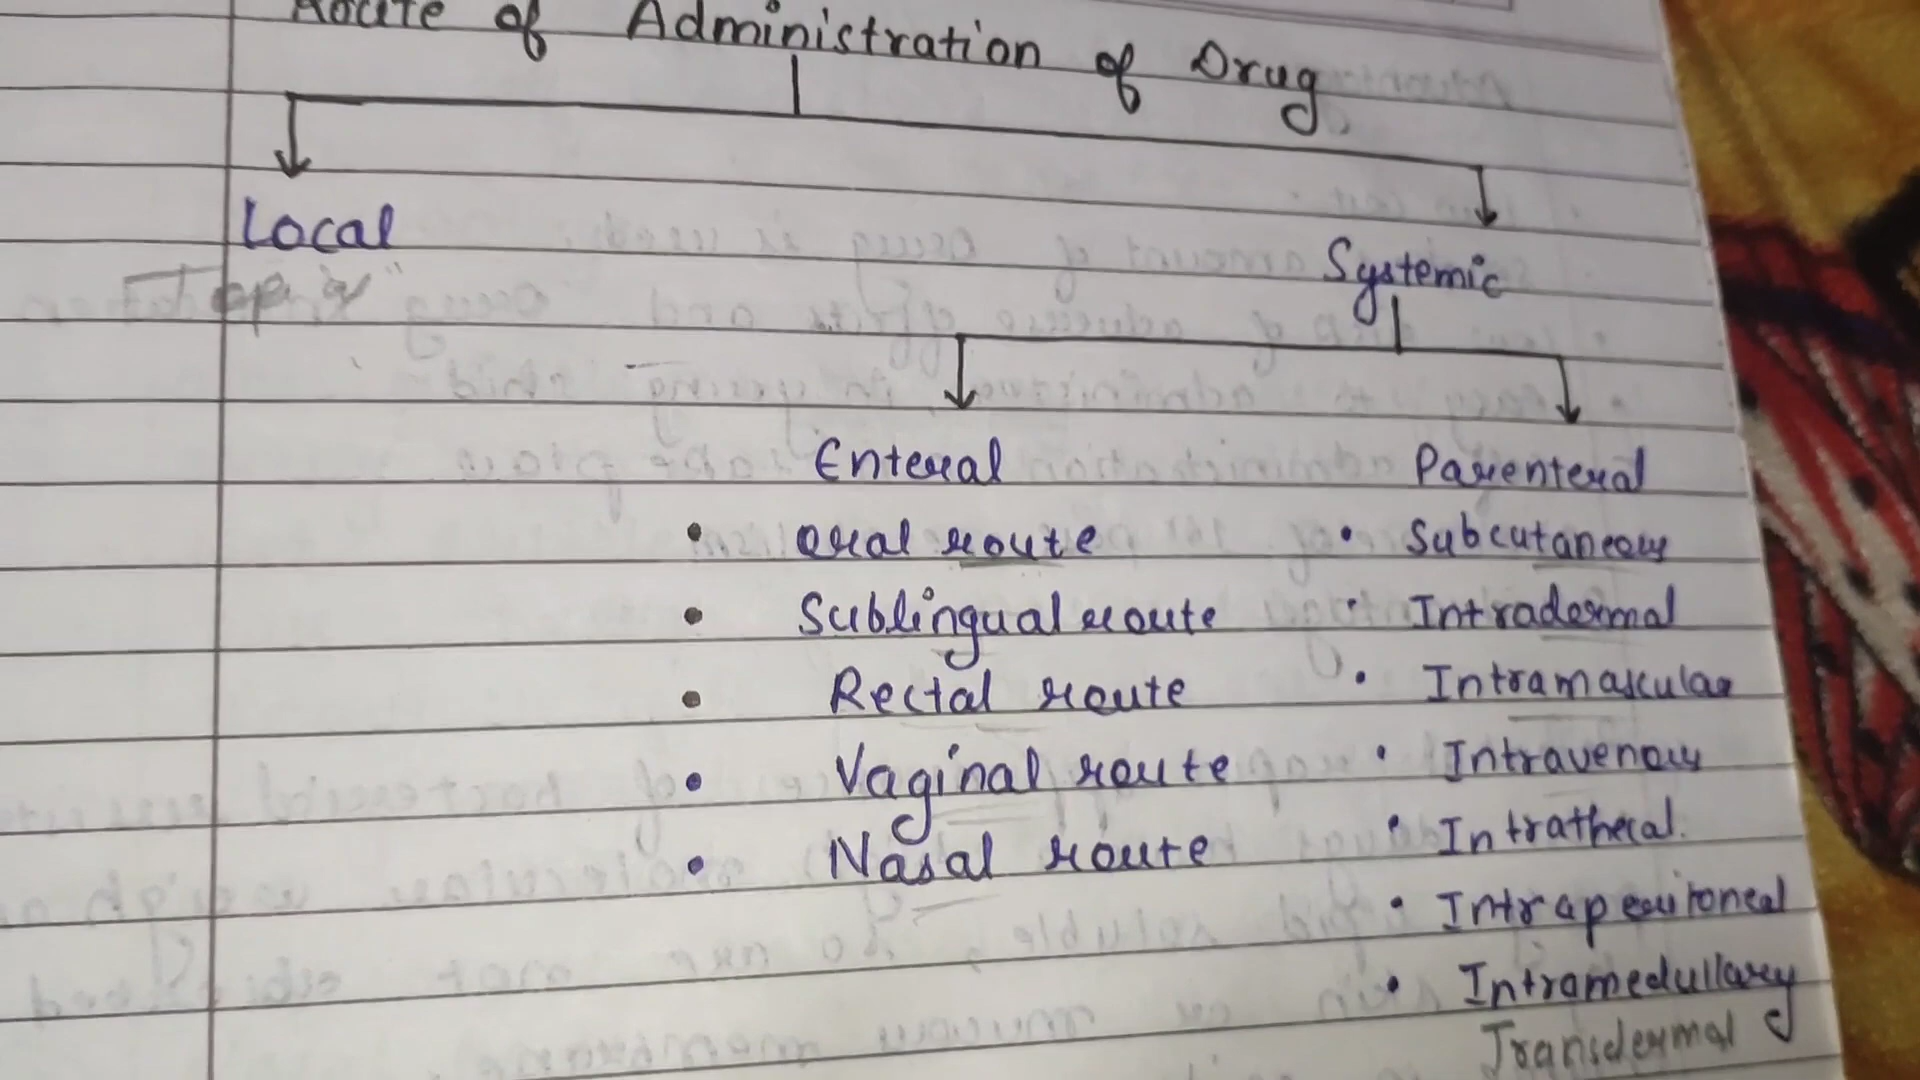 Route of Administration of Drug
Local
Systemic
Enteral
Parenteral
• oral route
• Subcutaneous
• Sublingual route
• Intradermal
• Rectal route
• Intramascular
• Vaginal route
• Intravenous
• Nasal route
• Intrathecal.
• Intraperitoneal
• Intramedullary
Transdermal